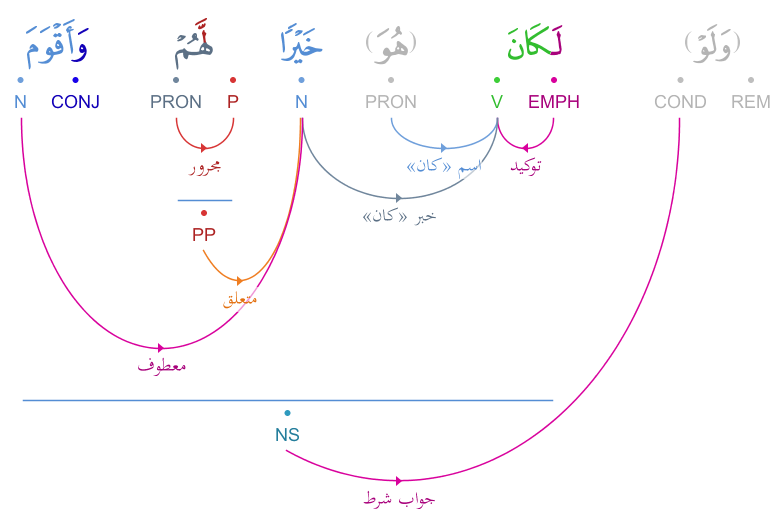 (وَلَوْ) لَكَانَ (هُوَ) خَيْرًا لَّهُمْ وَأَقْوَمَ
REM COND EMPH V PRON N P PRON CONJ N
توكيد اسم «كان» مجرور
خبر «كان»
PP
متعلق
معطوف
NS
جواب شرط